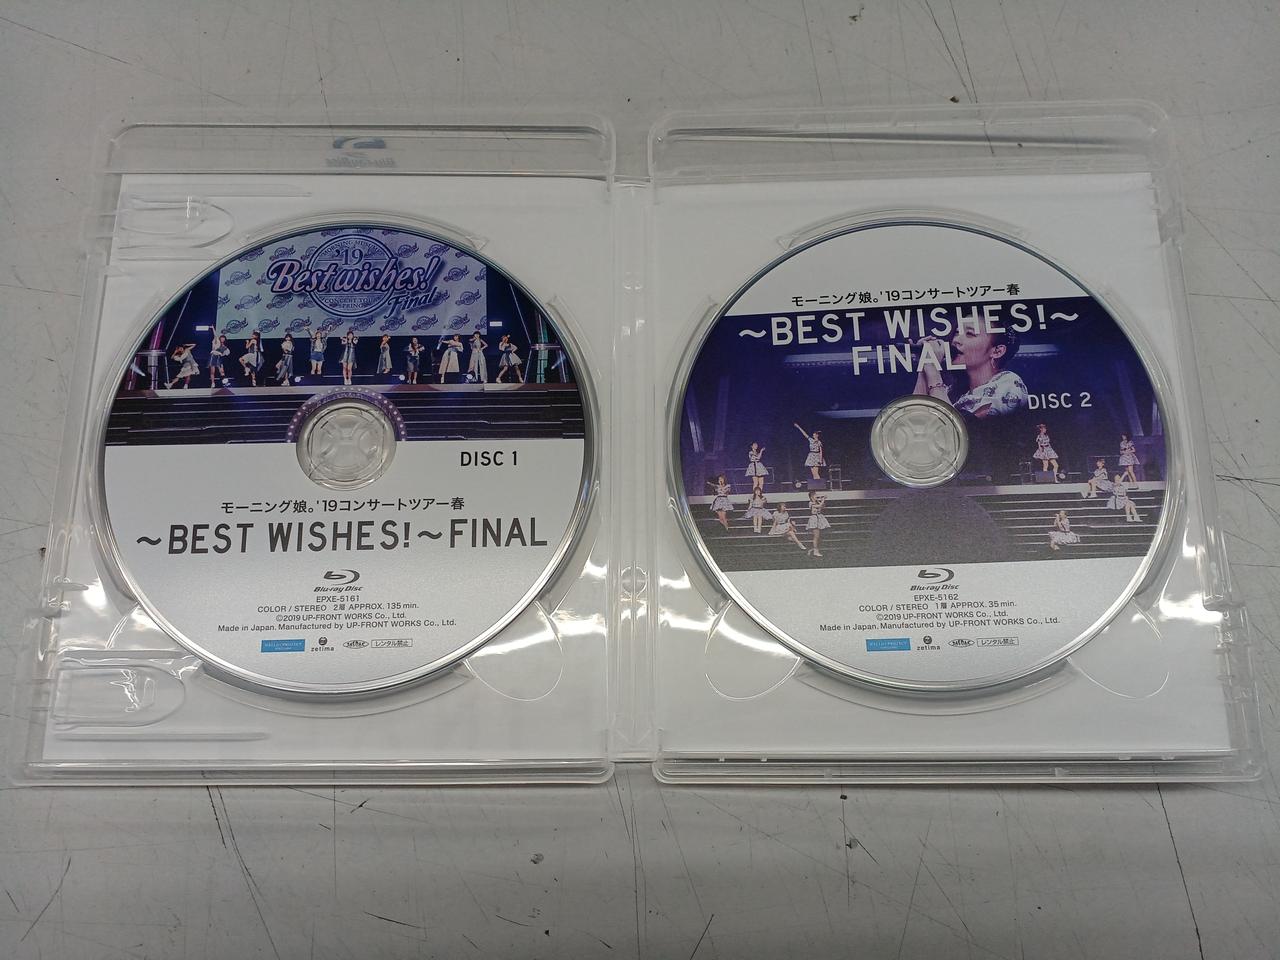 '19
Best wishes!
CONCERT TOUR
Final
DISC 1
モーニング娘。'19コンサートツアー春
～BEST WISHES!～FINAL
Blu-ray Disc
EPXE-5161
COLOR / STEREO 2層 APPROX. 135 min.
©2019 UP-FRONT WORKS Co., Ltd.
Made in Japan. Manufactured by UP-FRONT WORKS Co., Ltd.
zetima
レンタル禁止
モーニング娘。'19コンサートツアー春
～BEST WISHES!～
FINAL
DISC 2
Blu-ray Disc
EPXE-5162
COLOR / STEREO 1層 APPROX. 35 min.
©2019 UP-FRONT WORKS Co., Ltd.
Made in Japan. Manufactured by UP-FRONT WORKS Co., Ltd.
zetima
レンタル禁止